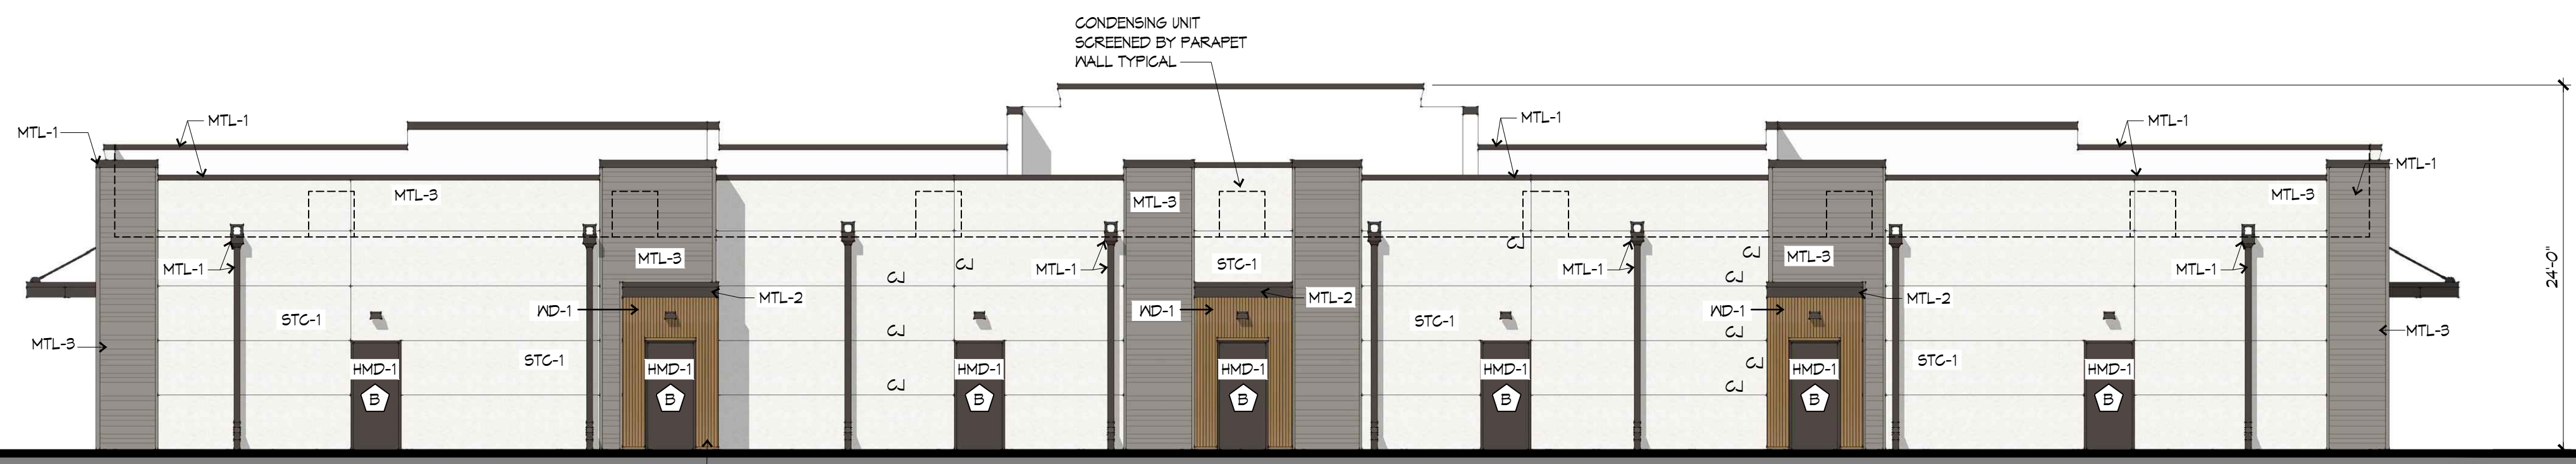 CONDENSING UNIT
SCREENED BY PARAPET
WALL TYPICAL
MTL-1
MTL-1
MTL-1
MTL-1
MTL-1
MTL-3
MTL-3
MTL-3
MTL-3
MTL-3
MTL-1
MTL-1
MTL-1
MTL-1
STC-1
CJ
CJ
CJ
CJ
CJ
MTL-2
MTL-2
MTL-2
WD-1
WD-1
WD-1
24'-0"
STC-1
STC-1
CJ
CJ
MTL-3
MTL-3
STC-1
STC-1
HMD-1
HMD-1
HMD-1
HMD-1
HMD-1
HMD-1
HMD-1
CJ
CJ
CJ
B
B
B
B
B
B
B